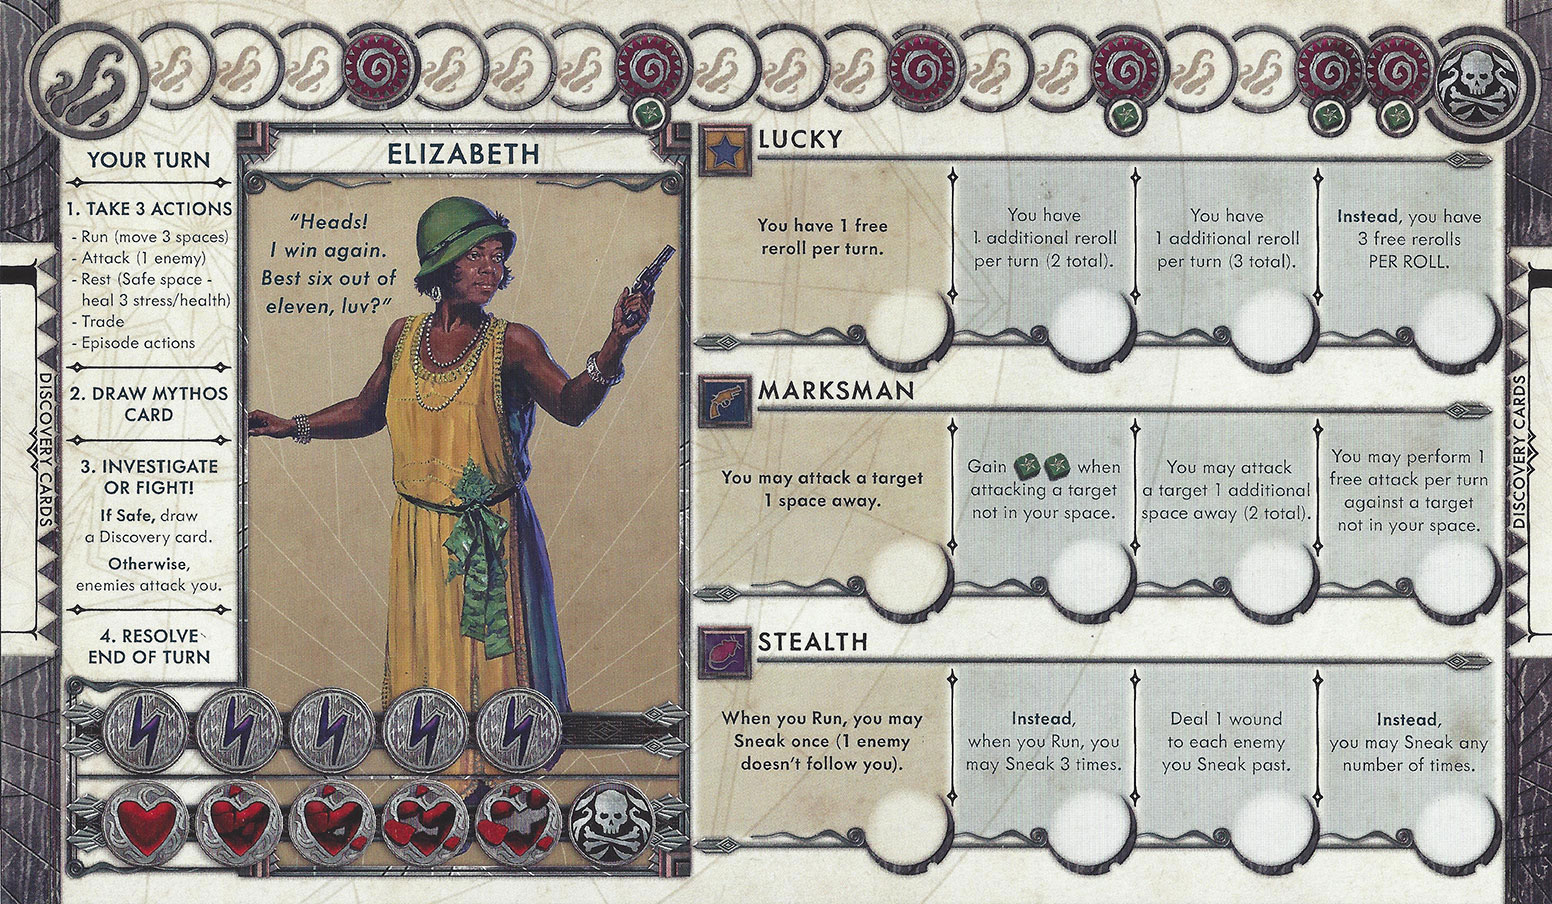 YOUR TURN
1. TAKE 3 ACTIONS
- Run (move 3 spaces)
- Attack (1 enemy)
- Rest (Safe space -
heal 3 stress/health)
- Trade
- Episode actions
2. DRAW MYTHOS
CARD
3. INVESTIGATE
OR FIGHT!
If Safe, draw
a Discovery card.
Otherwise,
enemies attack you.
4. RESOLVE
END OF TURN
DISCOVERY CARDS
ELIZABETH
"Heads!
I win again.
Best six out of
eleven, luv?"
LUCKY
You have 1 free
reroll per turn.
You have
1 additional reroll
per turn (2 total).
You have
1 additional reroll
per turn (3 total).
Instead, you have
3 free rerolls
PER ROLL.
MARKSMAN
You may attack a target
1 space away.
Gain when
attacking a target
not in your space.
You may attack
a target 1 additional
space away (2 total).
You may perform 1
free attack per turn
against a target
not in your space.
STEALTH
When you Run, you may
Sneak once (1 enemy
doesn't follow you).
Instead,
when you Run, you
may Sneak 3 times.
Deal 1 wound
to each enemy
you Sneak past.
Instead,
you may Sneak any
number of times.
DISCOVERY CARDS